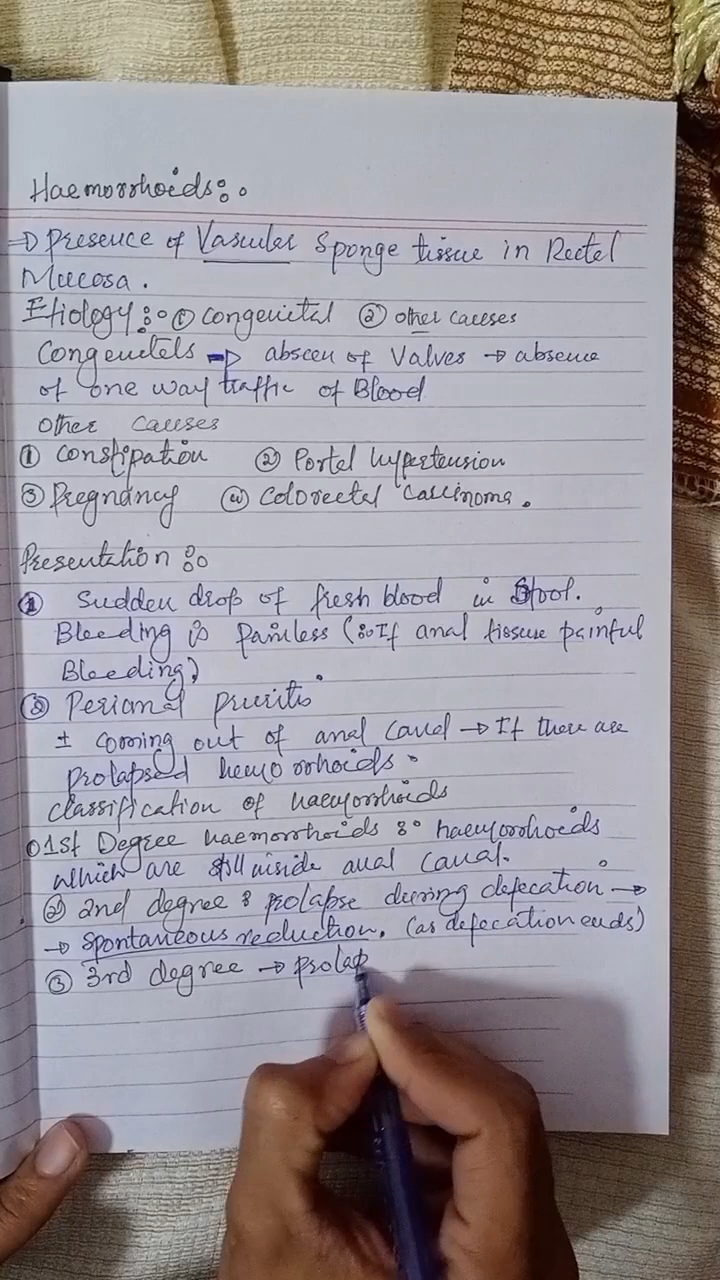 Haemorrhoids:
→ Presence of Vascular Sponge tissue in Rectal
Mucosa.
Etiology: ① Congenital ② other causes
Congenitals → absceu of Valves → absence
of one way traffic of Blood
other causes
① Constipation ② Portal hypertension
③ Pregnancy ④ Colorectal Carcinoma.
Presentation:
① Sudden drop of fresh blood in Stool.
Bleeding is Painless (∵ If anal tissue painful
Bleeding)
② Perianal pruritis
± coming out of anal canal → If there are
prolapsed hemorrhoids.
classification of haemorrhoids
① 1st Degree haemorrhoids: haemorrhoids
which are still inside anal canal.
② 2nd degree: prolapse during defecation →
→ spontaneous reduction. (as defecation ends)
③ 3rd degree → prolap